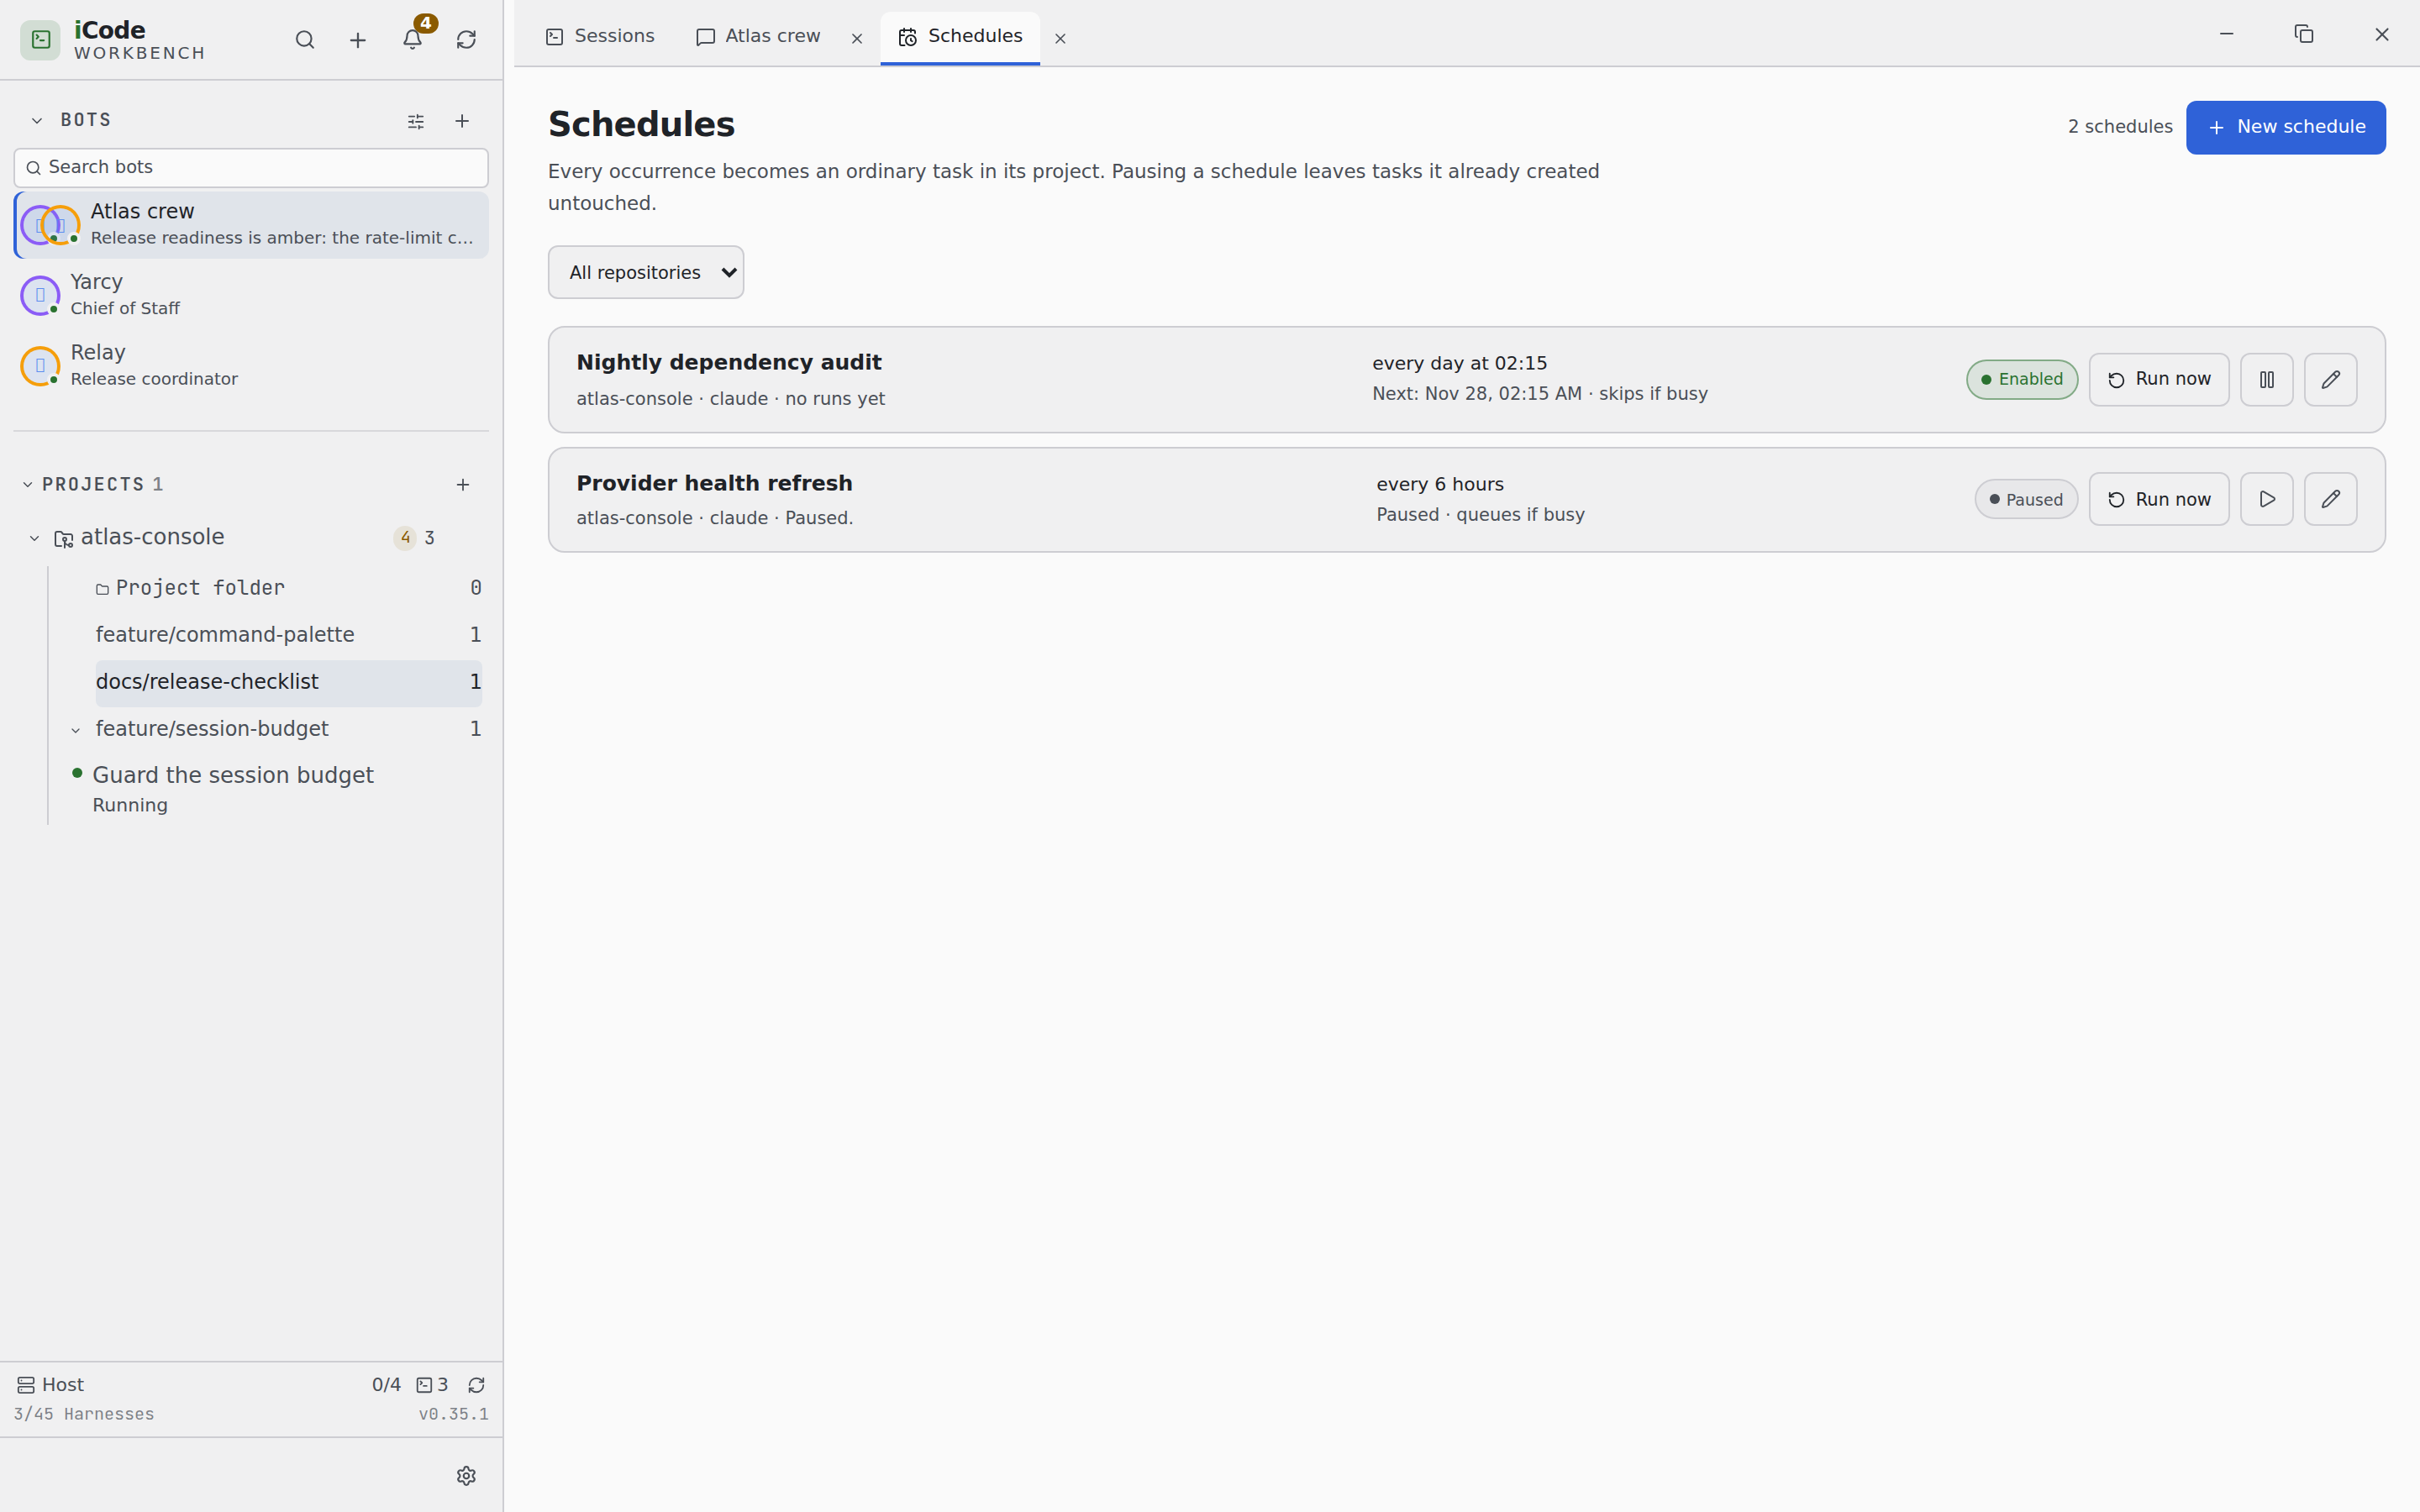 iCode
WORKBENCH
4
BOTS
Search bots
Atlas crew
Release readiness is amber: the rate-limit c…
Yarcy
Chief of Staff
Relay
Release coordinator
PROJECTS 1
atlas-console 4 3
Project folder 0
feature/command-palette 1
docs/release-checklist 1
feature/session-budget 1
Guard the session budget
Running
Host 0/4 3
3/45 Harnesses v0.35.1
Sessions
Atlas crew
Schedules
Schedules
2 schedules
New schedule
Every occurrence becomes an ordinary task in its project. Pausing a schedule leaves tasks it already created
untouched.
All repositories
Nightly dependency audit
atlas-console · claude · no runs yet
every day at 02:15
Next: Nov 28, 02:15 AM · skips if busy
Enabled
Run now
Provider health refresh
atlas-console · claude · Paused.
every 6 hours
Paused · queues if busy
Paused
Run now